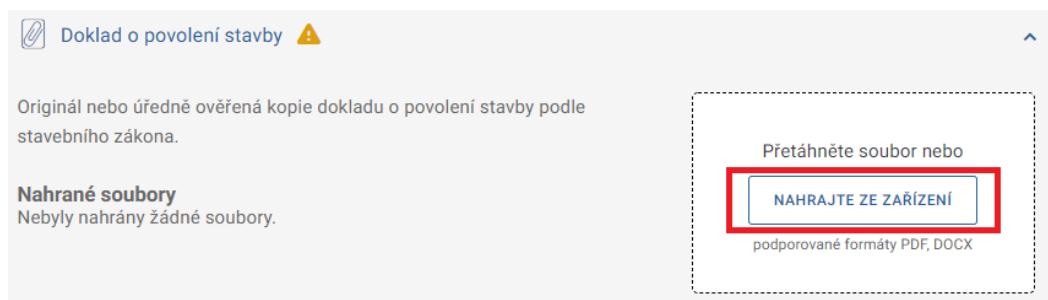 Doklad o povolení stavby
Originál nebo úředně ověřená kopie dokladu o povolení stavby podle
stavebního zákona.
Nahrané soubory
Nebyly nahrány žádné soubory.
Přetáhněte soubor nebo
NAHRAJTE ZE ZAŘÍZENÍ
podporované formáty PDF, DOCX